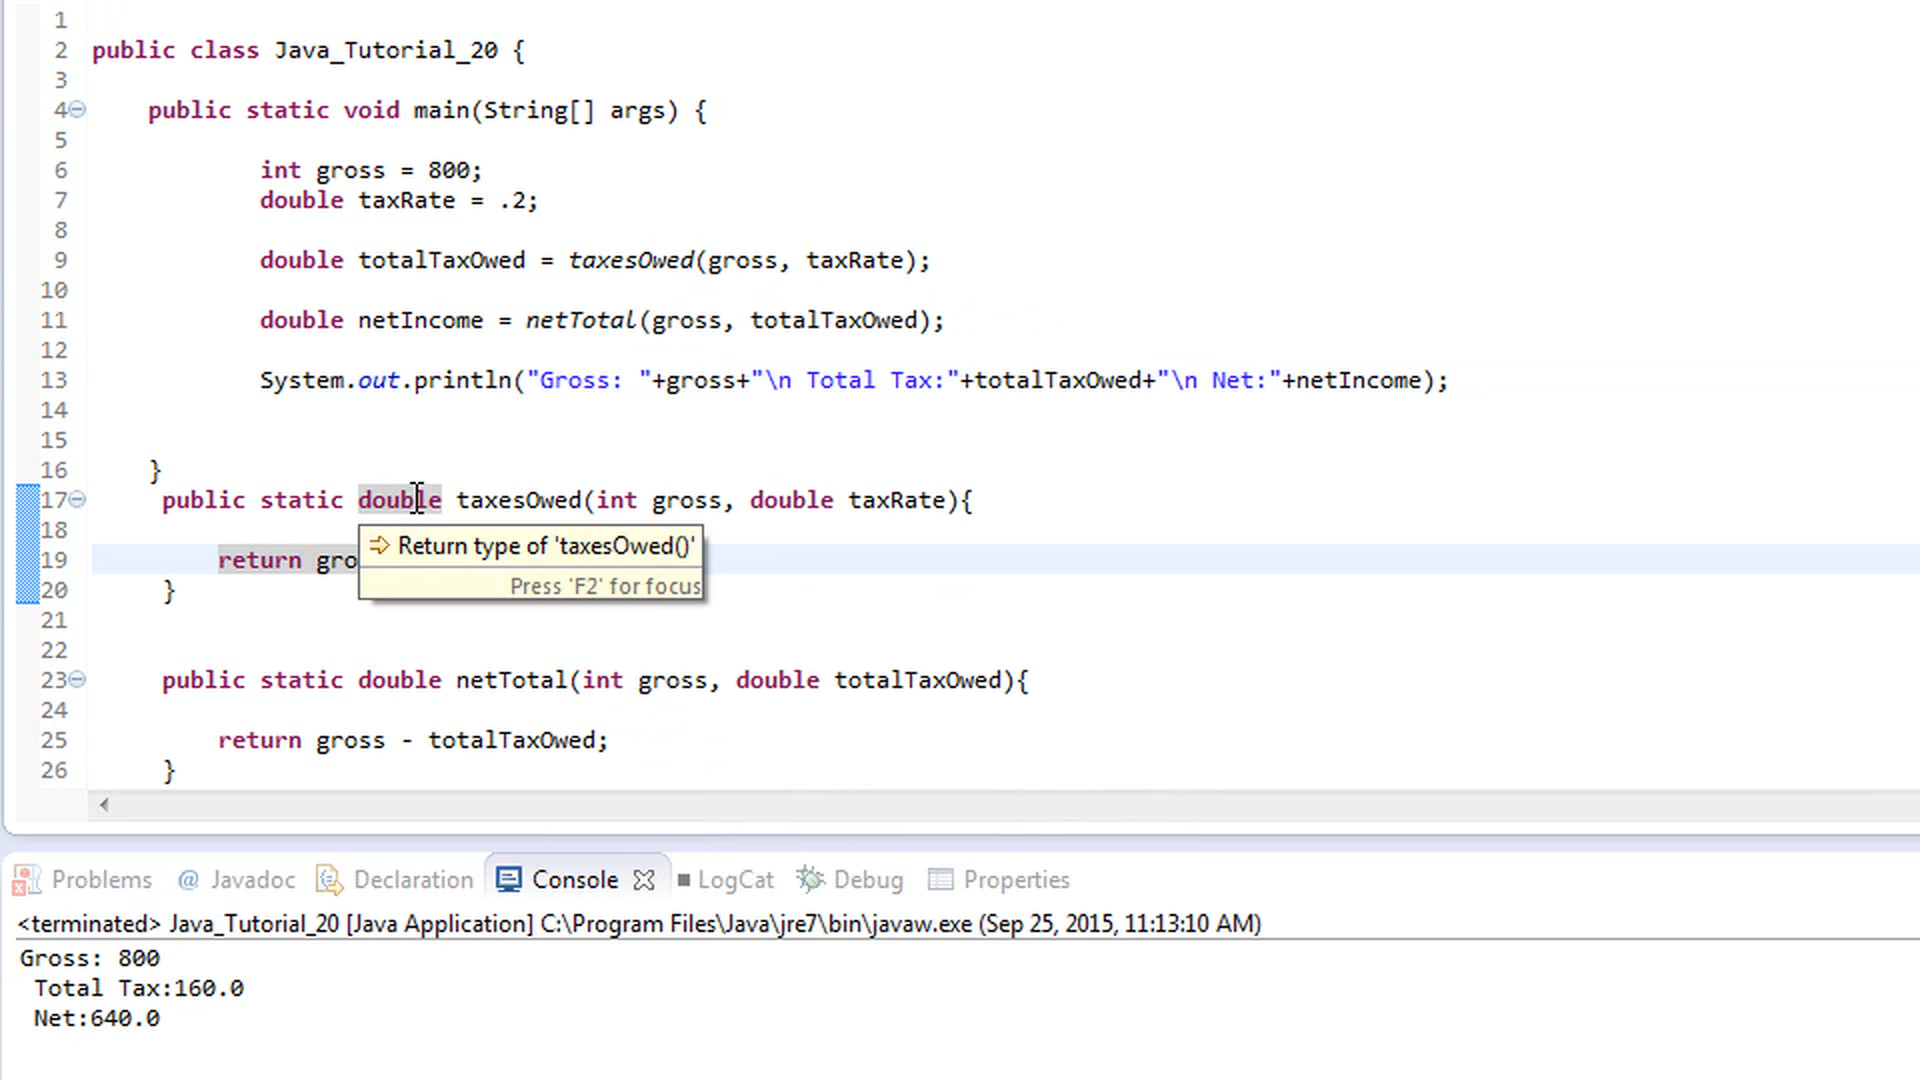 1
2 public class Java_Tutorial_20 {
3
4 public static void main(String[] args) {
5
6 int gross = 800;
7 double taxRate = .2;
8
9 double totalTaxOwed = taxesOwed(gross, taxRate);
10
11 double netIncome = netTotal(gross, totalTaxOwed);
12
13 System.out.println("Gross: "+gross+"\n Total Tax:"+totalTaxOwed+"\n Net:"+netIncome);
14
15
16 }
17 public static double taxesOwed(int gross, double taxRate){
18
Return type of 'taxesOwed()'
19 return gro
Press 'F2' for focus
20 }
21
22
23 public static double netTotal(int gross, double totalTaxOwed){
24
25 return gross - totalTaxOwed;
26 }
Problems @ Javadoc Declaration Console LogCat Debug Properties
<terminated> Java_Tutorial_20 [Java Application] C:\Program Files\Java\jre7\bin\javaw.exe (Sep 25, 2015, 11:13:10 AM)
Gross: 800
Total Tax:160.0
Net:640.0